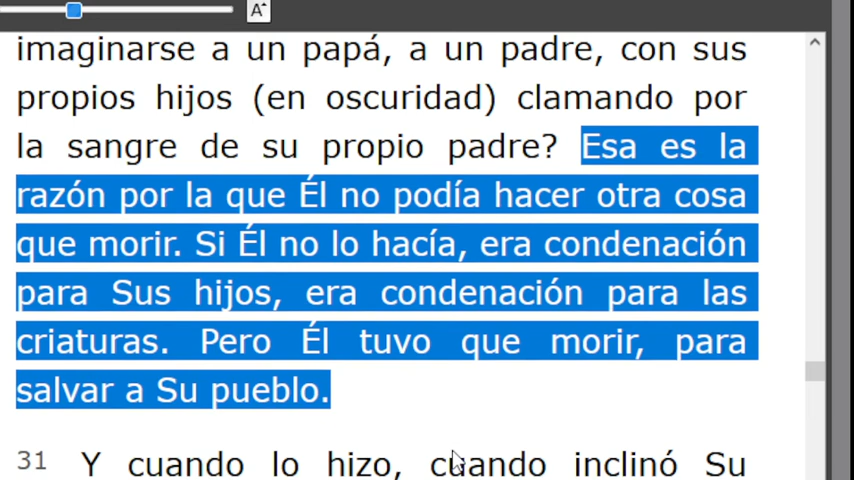 A
imaginarse a un papá, a un padre, con sus
propios hijos (en oscuridad) clamando por
la sangre de su propio padre? Esa es la
razón por la que Él no podía hacer otra cosa
que morir. Si Él no lo hacía, era condenación
para Sus hijos, era condenación para las
criaturas. Pero Él tuvo que morir, para
salvar a Su pueblo.
31 Y cuando lo hizo, cuando inclinó Su